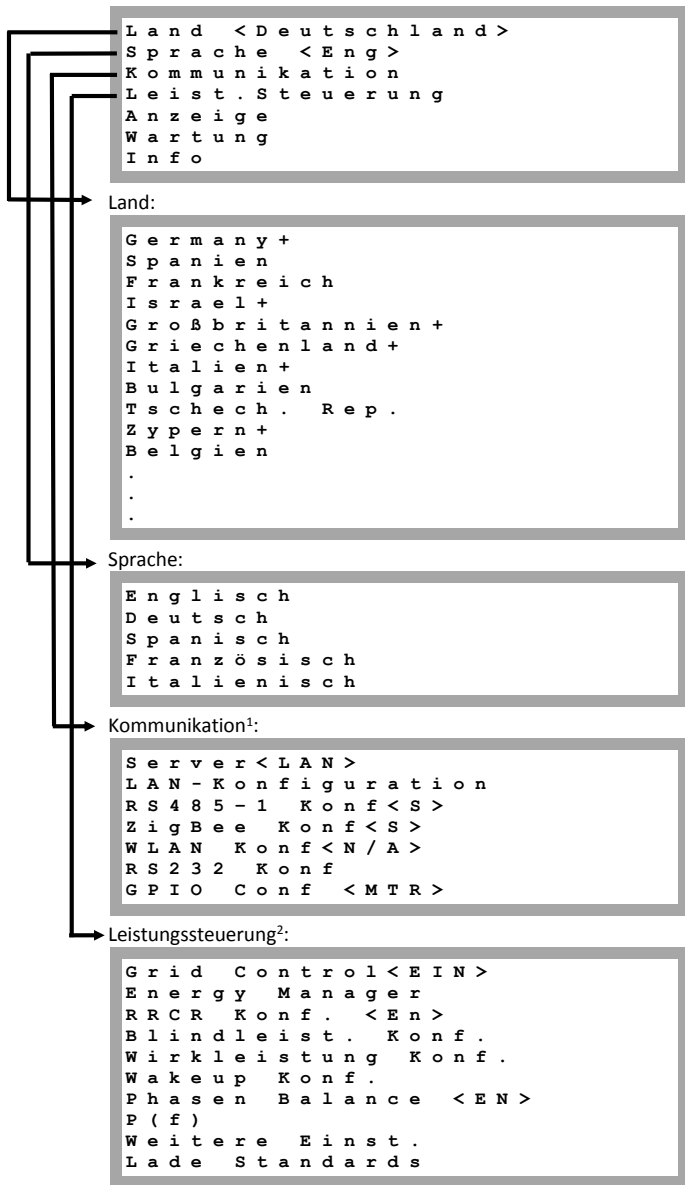 Land <Deutschland>
Sprache <Eng>
Kommunikation
Leist.Steuerung
Anzeige
Wartung
Info
Land:
Germany+
Spanien
Frankreich
Israel+
Großbritannien+
Griechenland+
Italien+
Bulgarien
Tschech. Rep.
Zypern+
Belgien
.
.
.
Sprache:
Englisch
Deutsch
Spanisch
Französisch
Italienisch
Kommunikation¹:
Server<LAN>
LAN-Konfiguration
RS485-1 Konf<S>
ZigBee Konf<S>
WLAN Konf<N/A>
RS232 Konf
GPIO Conf <MTR>
Leistungssteuerung²:
Grid Control<EIN>
Energy Manager
RRCR Konf. <En>
Blindleist. Konf.
Wirkleistung Konf.
Wakeup Konf.
Phasen Balance <EN>
P(f)
Weitere Einst.
Lade Standards